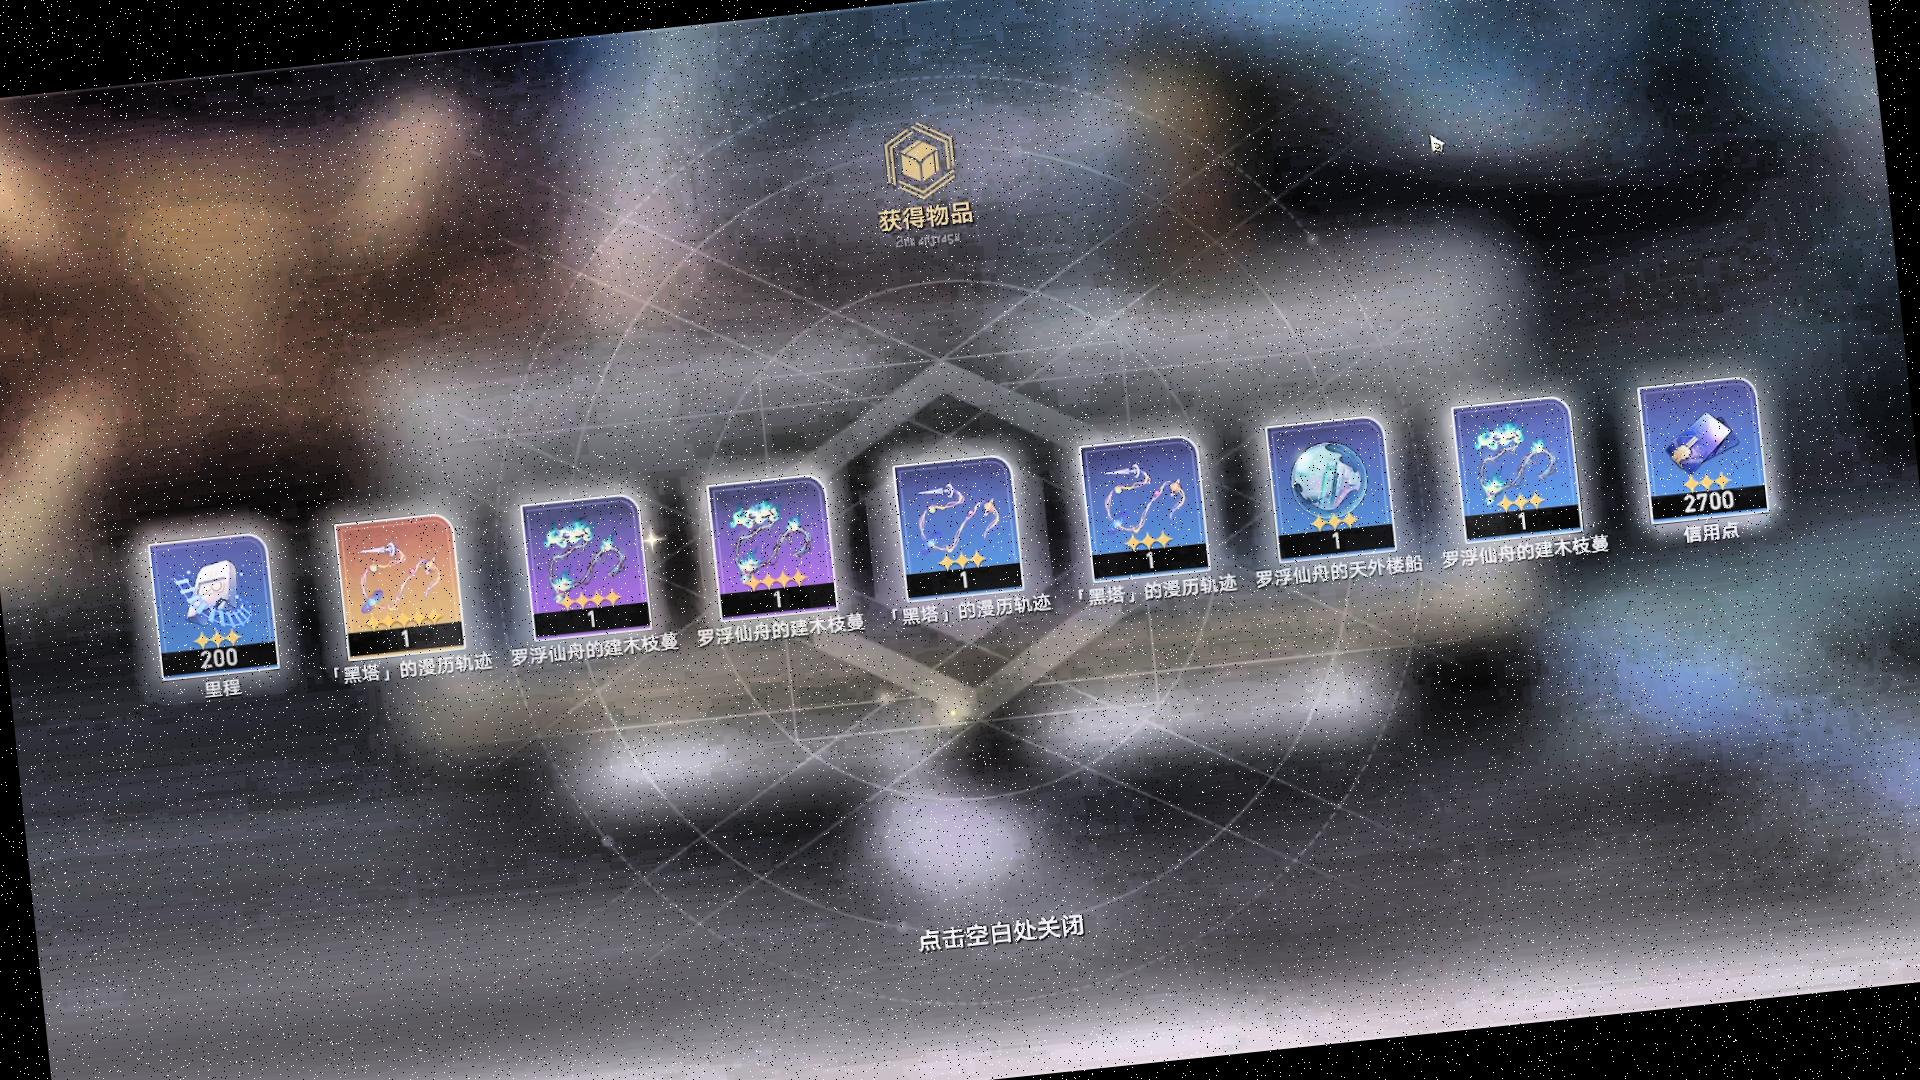 获得物品
200
里程
1
「黑塔」的漫历轨迹
1
罗浮仙舟的建木枝蔓
1
罗浮仙舟的建木枝蔓
1
「黑塔」的漫历轨迹
1
「黑塔」的漫历轨迹
1
罗浮仙舟的天外楼船
1
罗浮仙舟的建木枝蔓
2700
信用点
点击空白处关闭